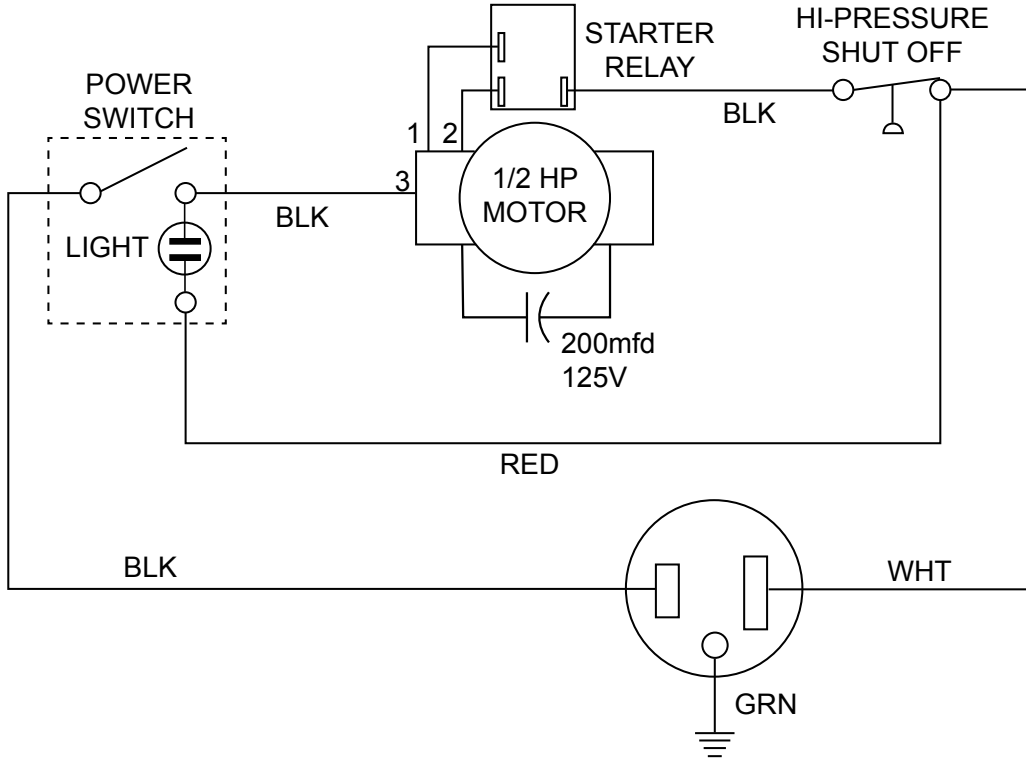 STARTER
RELAY
HI-PRESSURE
SHUT OFF
POWER
SWITCH
BLK
1 2
3
1/2 HP
MOTOR
BLK
LIGHT
200mfd
125V
RED
BLK
WHT
GRN